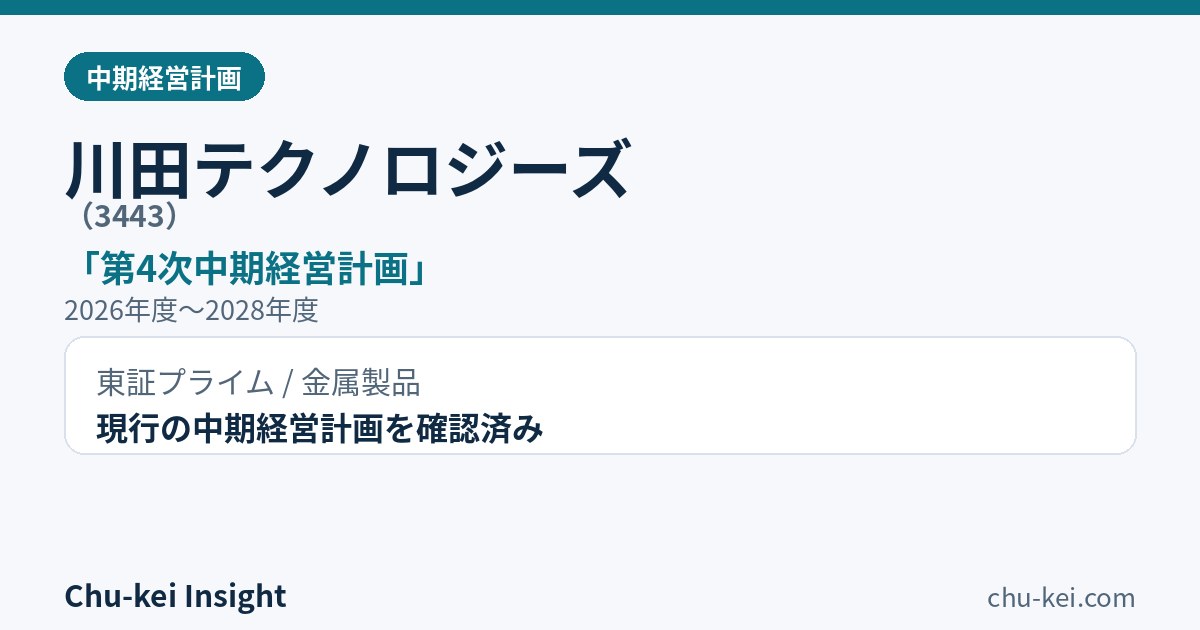 中期経営計画
川田テクノロジーズ
（3443）
「第4次中期経営計画」
2026年度〜2028年度
東証プライム / 金属製品
現行の中期経営計画を確認済み
Chu-kei Insight
chu-kei.com